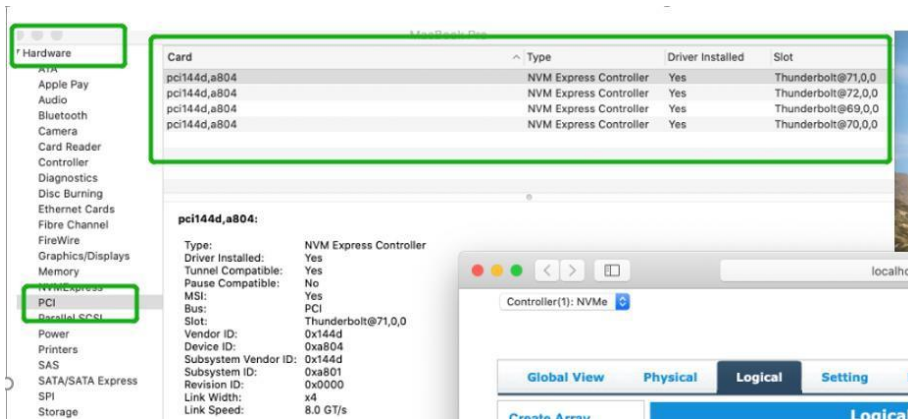 MacBook Pro
Hardware
ATA
Apple Pay
Audio
Bluetooth
Camera
Card Reader
Controller
Diagnostics
Disc Burning
Ethernet Cards
Fibre Channel
FireWire
Graphics/Displays
Memory
NVMExpress
PCI
Parallel SCSI
Power
Printers
SAS
SATA/SATA Express
SPI
Storage
Card Type Driver Installed Slot
pci144d,a804 NVM Express Controller Yes Thunderbolt@71,0,0
pci144d,a804 NVM Express Controller Yes Thunderbolt@72,0,0
pci144d,a804 NVM Express Controller Yes Thunderbolt@69,0,0
pci144d,a804 NVM Express Controller Yes Thunderbolt@70,0,0
pci144d,a804:
Type: NVM Express Controller
Driver Installed: Yes
Tunnel Compatible: Yes
Pause Compatible: No
MSI: Yes
Bus: PCI
Slot: Thunderbolt@71,0,0
Vendor ID: 0x144d
Device ID: 0xa804
Subsystem Vendor ID: 0x144d
Subsystem ID: 0xa801
Revision ID: 0x0000
Link Width: x4
Link Speed: 8.0 GT/s
localho
Controller(1): NVMe
Global View Physical Logical Setting
Create Array
Logica